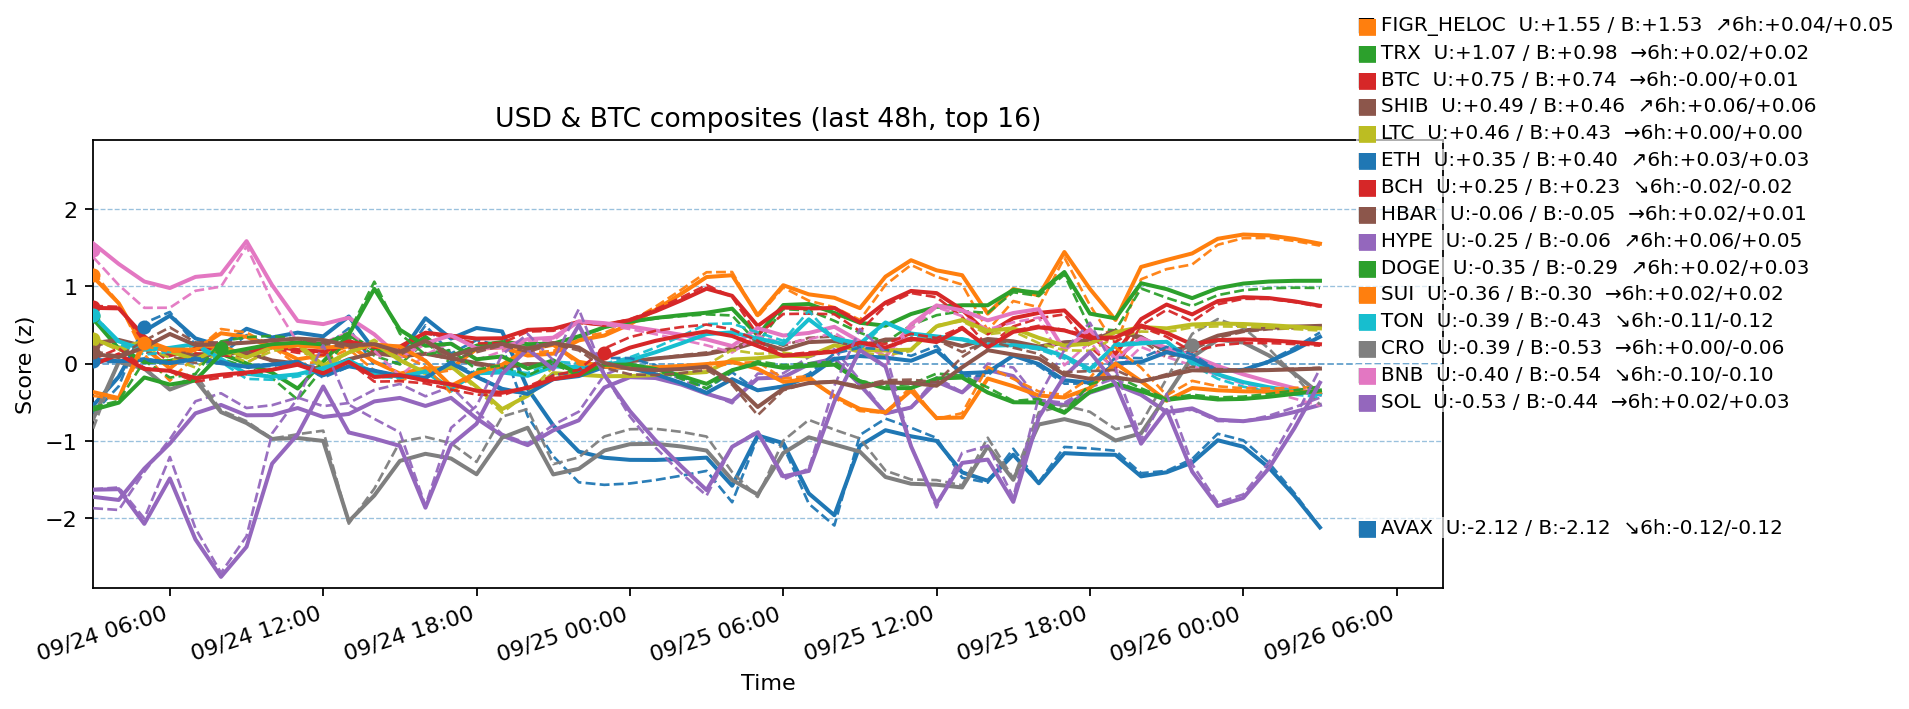 USD & BTC composites (last 48h, top 16)
FIGR_HELOC U:+1.55 / B:+1.53 ↗6h:+0.04/+0.05
TRX U:+1.07 / B:+0.98 →6h:+0.02/+0.02
BTC U:+0.75 / B:+0.74 →6h:-0.00/+0.01
SHIB U:+0.49 / B:+0.46 ↗6h:+0.06/+0.06
LTC U:+0.46 / B:+0.43 →6h:+0.00/+0.00
ETH U:+0.35 / B:+0.40 ↗6h:+0.03/+0.03
BCH U:+0.25 / B:+0.23 ↘6h:-0.02/-0.02
HBAR U:-0.06 / B:-0.05 →6h:+0.02/+0.01
HYPE U:-0.25 / B:-0.06 ↗6h:+0.06/+0.05
DOGE U:-0.35 / B:-0.29 ↗6h:+0.02/+0.03
SUI U:-0.36 / B:-0.30 →6h:+0.02/+0.02
TON U:-0.39 / B:-0.43 ↘6h:-0.11/-0.12
CRO U:-0.39 / B:-0.53 →6h:+0.00/-0.06
BNB U:-0.40 / B:-0.54 ↘6h:-0.10/-0.10
SOL U:-0.53 / B:-0.44 →6h:+0.02/+0.03
AVAX U:-2.12 / B:-2.12 ↘6h:-0.12/-0.12
Score (z)
2
1
0
−1
−2
09/24 06:00
09/24 12:00
09/24 18:00
09/25 00:00
09/25 06:00
09/25 12:00
09/25 18:00
09/26 00:00
09/26 06:00
Time